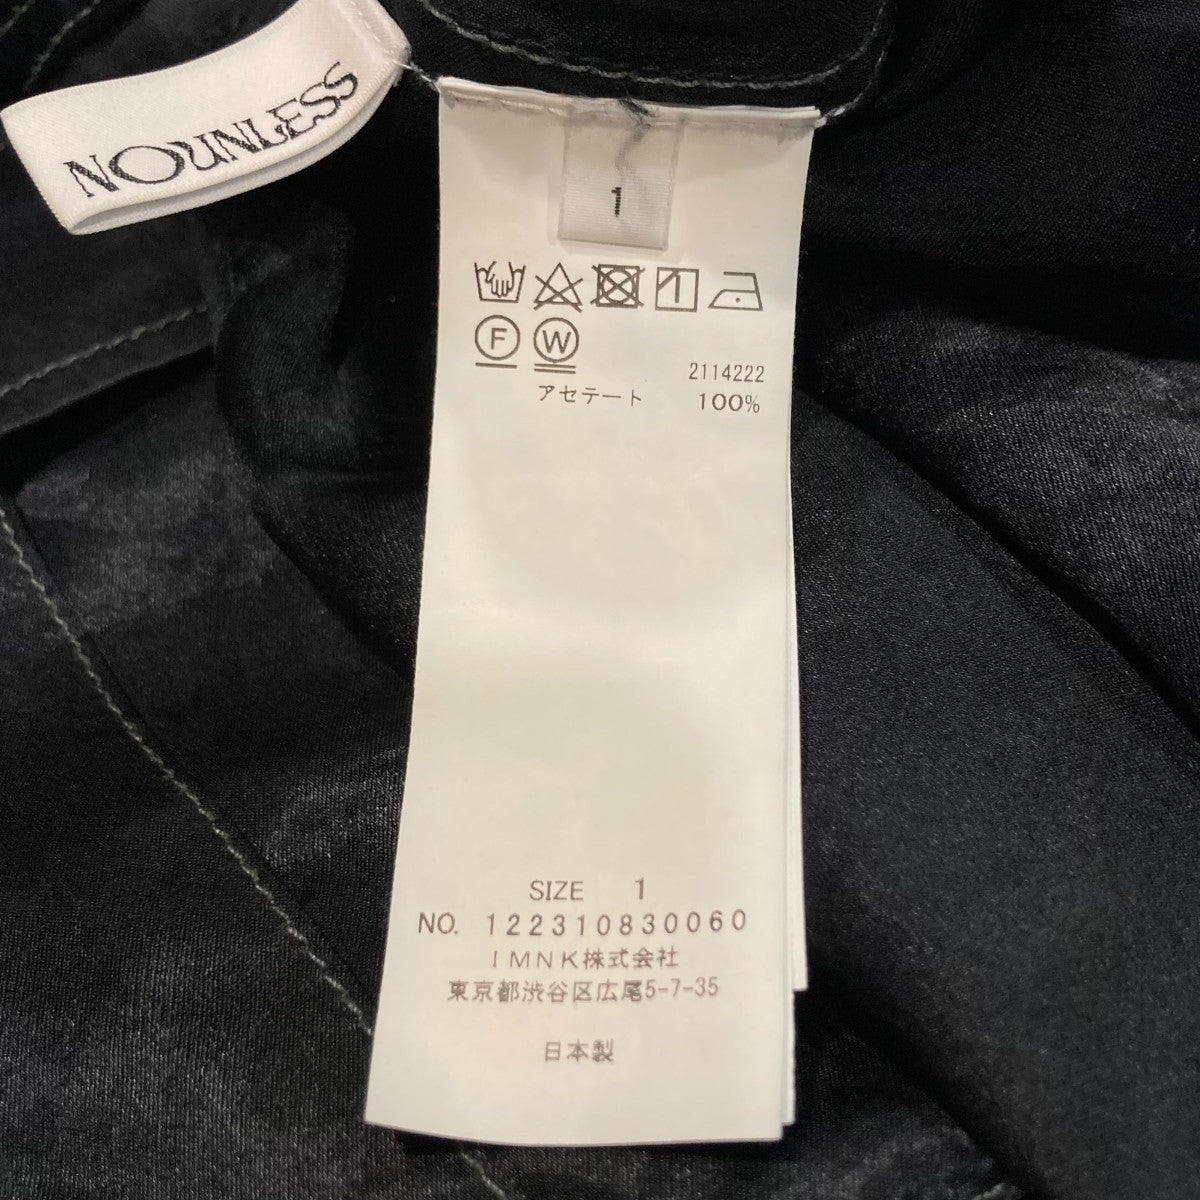 NOUNLESS
1
F W
2114222
アセテート 100%
SIZE 1
NO. 122310830060
IMNK株式会社
東京都渋谷区広尾5-7-35
日本製